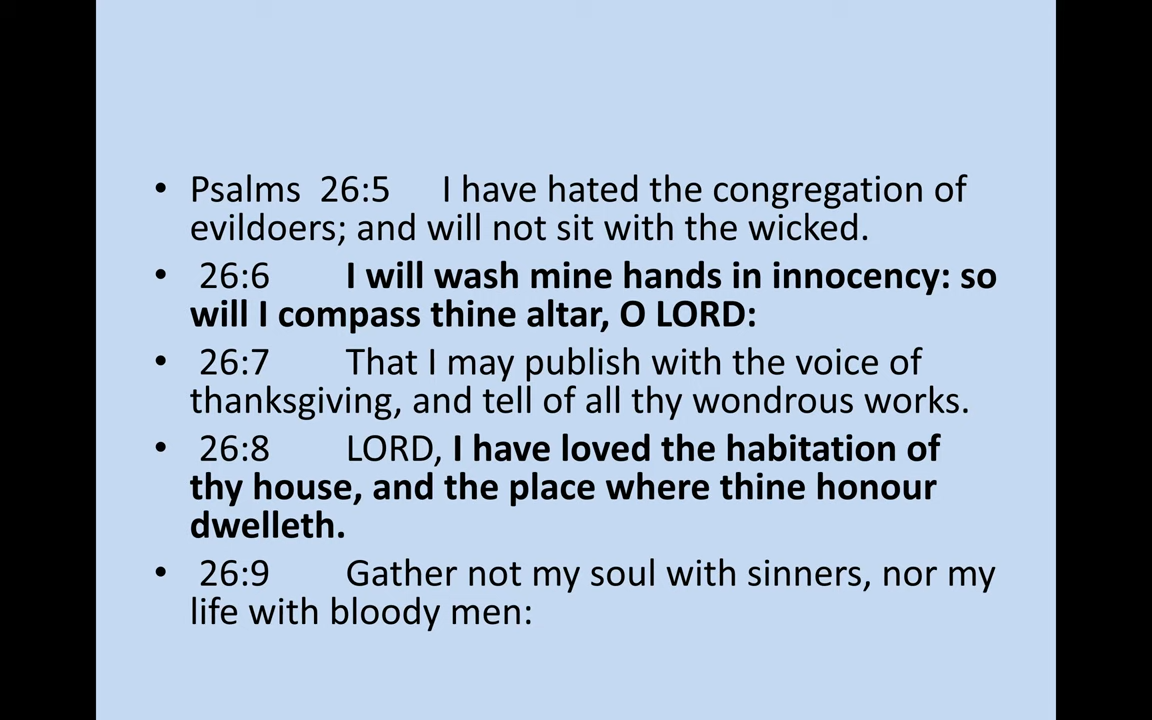 • Psalms 26:5 I have hated the congregation of
evildoers; and will not sit with the wicked.
• 26:6 I will wash mine hands in innocency: so
will I compass thine altar, O LORD:
• 26:7 That I may publish with the voice of
thanksgiving, and tell of all thy wondrous works.
• 26:8 LORD, I have loved the habitation of
thy house, and the place where thine honour
dwelleth.
• 26:9 Gather not my soul with sinners, nor my
life with bloody men: